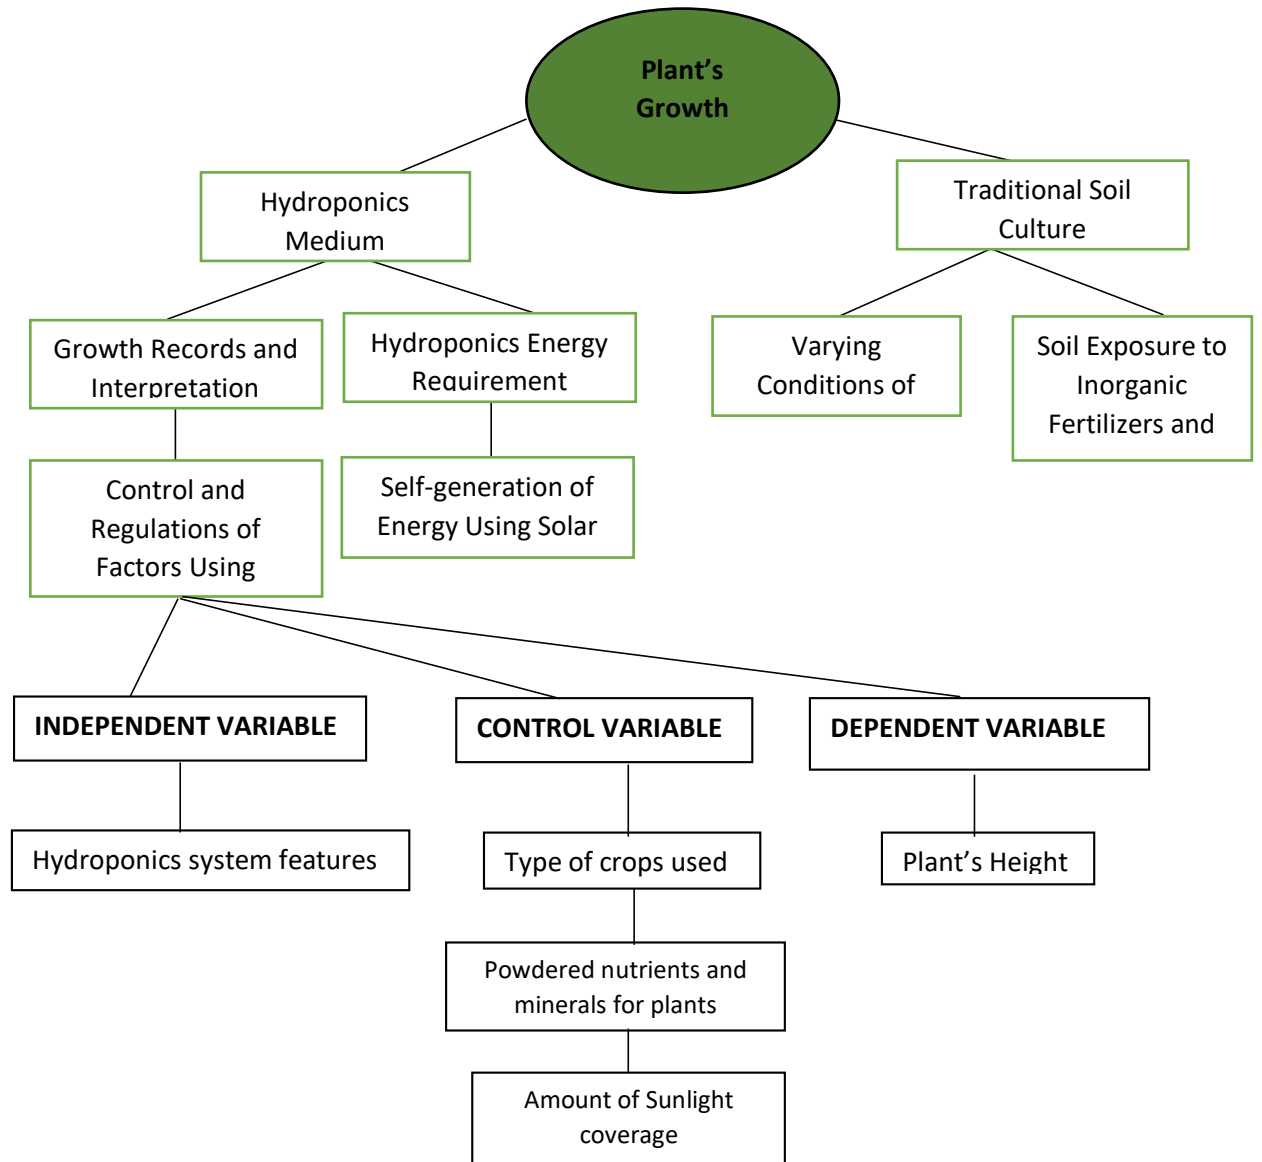 Plant’s
Growth
Hydroponics
Medium
Traditional Soil
Culture
Growth Records and
Interpretation
Hydroponics Energy
Requirement
Varying
Conditions of
Soil Exposure to
Inorganic
Fertilizers and
Control and
Regulations of
Factors Using
Self-generation of
Energy Using Solar
INDEPENDENT VARIABLE
CONTROL VARIABLE
DEPENDENT VARIABLE
Hydroponics system features
Type of crops used
Plant’s Height
Powdered nutrients and
minerals for plants
Amount of Sunlight
coverage